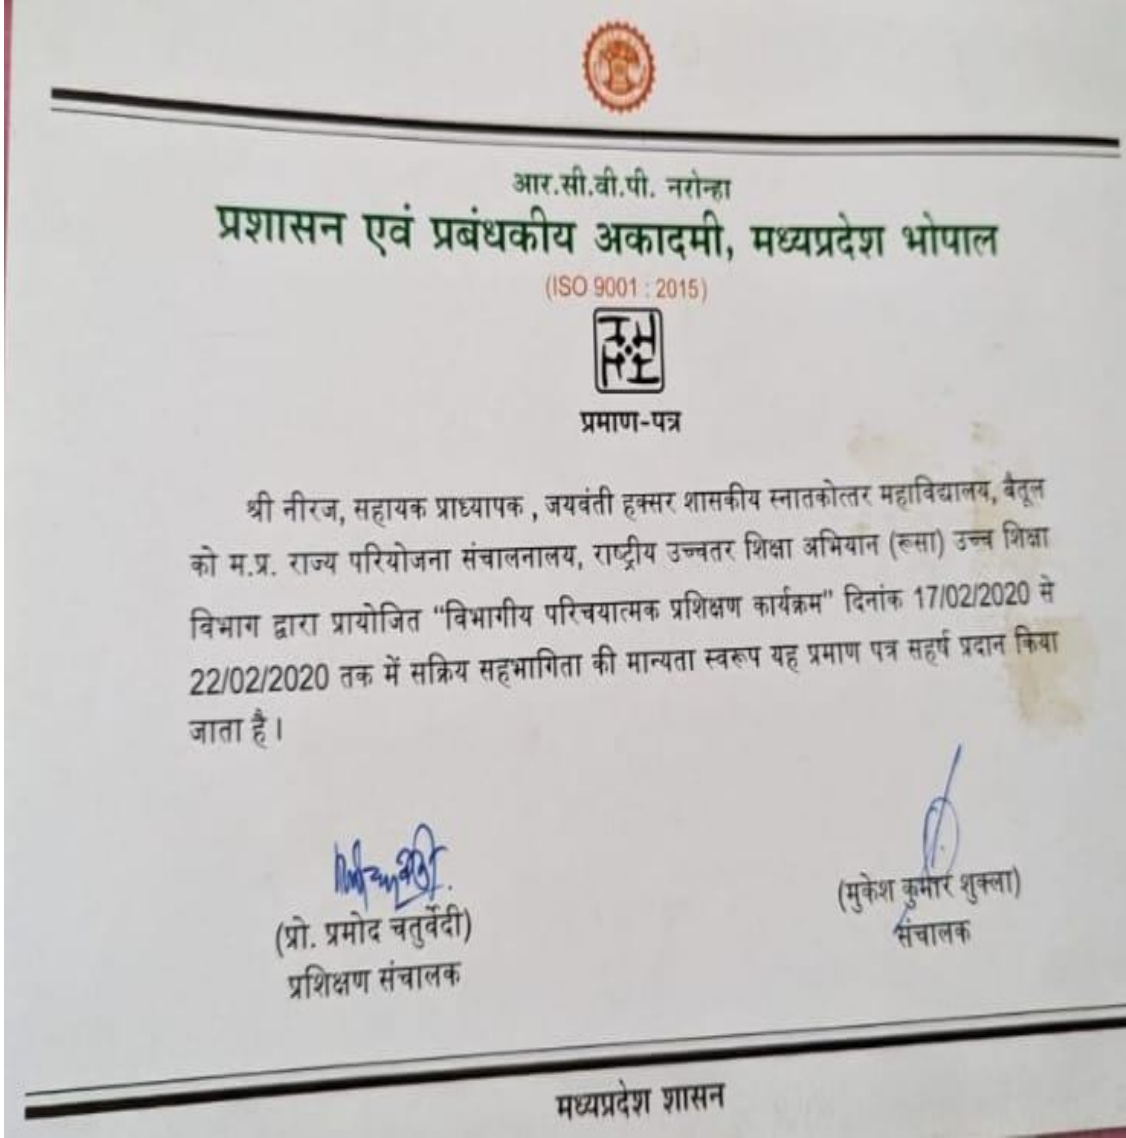 आर.सी.वी.पी. नरोन्हा
प्रशासन एवं प्रबंधकीय अकादमी, मध्यप्रदेश भोपाल
(ISO 9001 : 2015)
प्रमाण-पत्र
श्री नीरज, सहायक प्राध्यापक , जयवंती हक्सर शासकीय स्नातकोत्तर महाविद्यालय, बैतूल
को म.प्र. राज्य परियोजना संचालनालय, राष्ट्रीय उच्चतर शिक्षा अभियान (रूसा) उच्च शिक्षा
विभाग द्वारा प्रायोजित “विभागीय परिचयात्मक प्रशिक्षण कार्यक्रम” दिनांक 17/02/2020 से
22/02/2020 तक में सक्रिय सहभागिता की मान्यता स्वरूप यह प्रमाण पत्र सहर्ष प्रदान किया
जाता है।
(प्रो. प्रमोद चतुर्वेदी)
प्रशिक्षण संचालक
(मुकेश कुमार शुक्ला)
संचालक
मध्यप्रदेश शासन